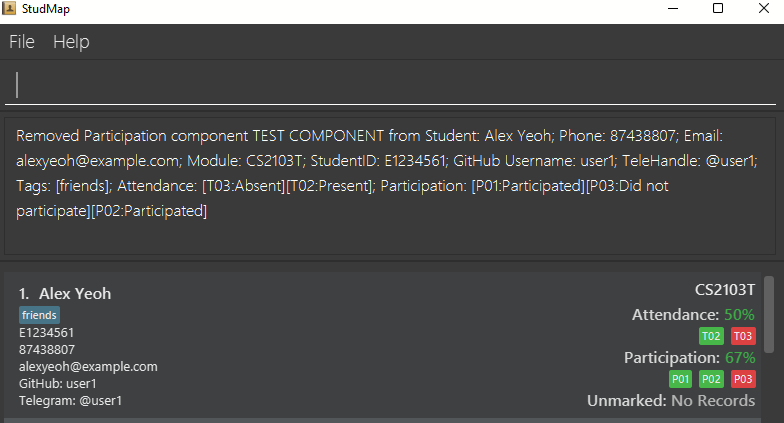 StudMap
File Help
Removed Participation component TEST COMPONENT from Student: Alex Yeoh; Phone: 87438807; Email:
alexyeoh@example.com; Module: CS2103T; StudentID: E1234561; GitHub Username: user1; TeleHandle: @user1;
Tags: [friends]; Attendance: [T03:Absent][T02:Present]; Participation: [P01:Participated][P03:Did not
participate][P02:Participated]
1. Alex Yeoh
friends
E1234561
87438807
alexyeoh@example.com
GitHub: user1
Telegram: @user1
CS2103T
Attendance: 50%
T02 T03
Participation: 67%
P01 P02 P03
Unmarked: No Records